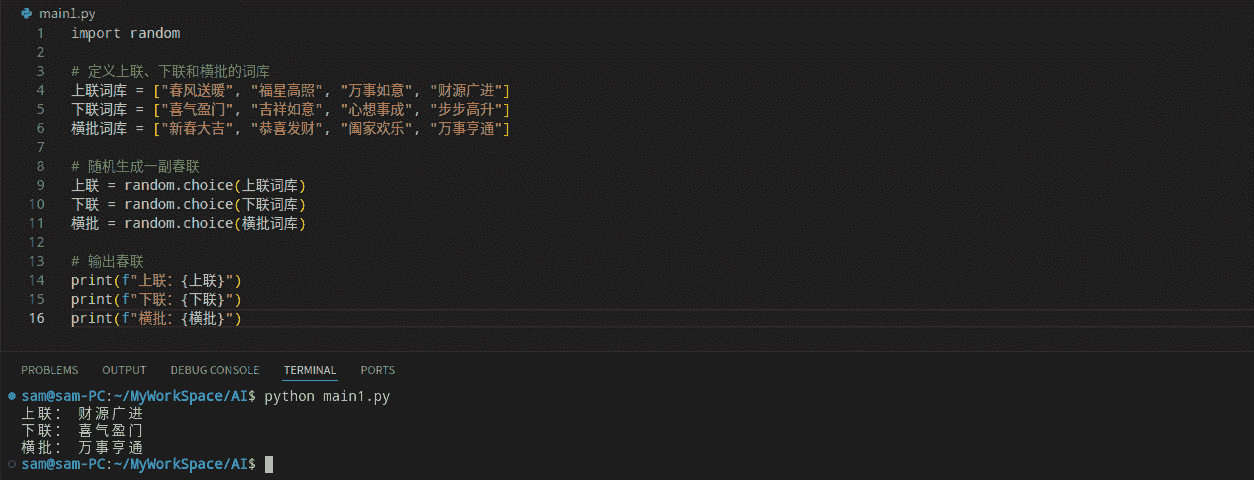 main1.py
1 import random
2
3 # 定义上联、下联和横批的词库
4 上联词库 = ["春风送暖", "福星高照", "万事如意", "财源广进"]
5 下联词库 = ["喜气盈门", "吉祥如意", "心想事成", "步步高升"]
6 横批词库 = ["新春大吉", "恭喜发财", "阖家欢乐", "万事亨通"]
7
8 # 随机生成一副春联
9 上联 = random.choice(上联词库)
10 下联 = random.choice(下联词库)
11 横批 = random.choice(横批词库)
12
13 # 输出春联
14 print(f"上联: {上联}")
15 print(f"下联: {下联}")
16 print(f"横批: {横批}")
PROBLEMS OUTPUT DEBUG CONSOLE TERMINAL PORTS
sam@sam-PC:~/MyWorkSpace/AI$ python main1.py
上联: 财源广进
下联: 喜气盈门
横批: 万事亨通
sam@sam-PC:~/MyWorkSpace/AI$